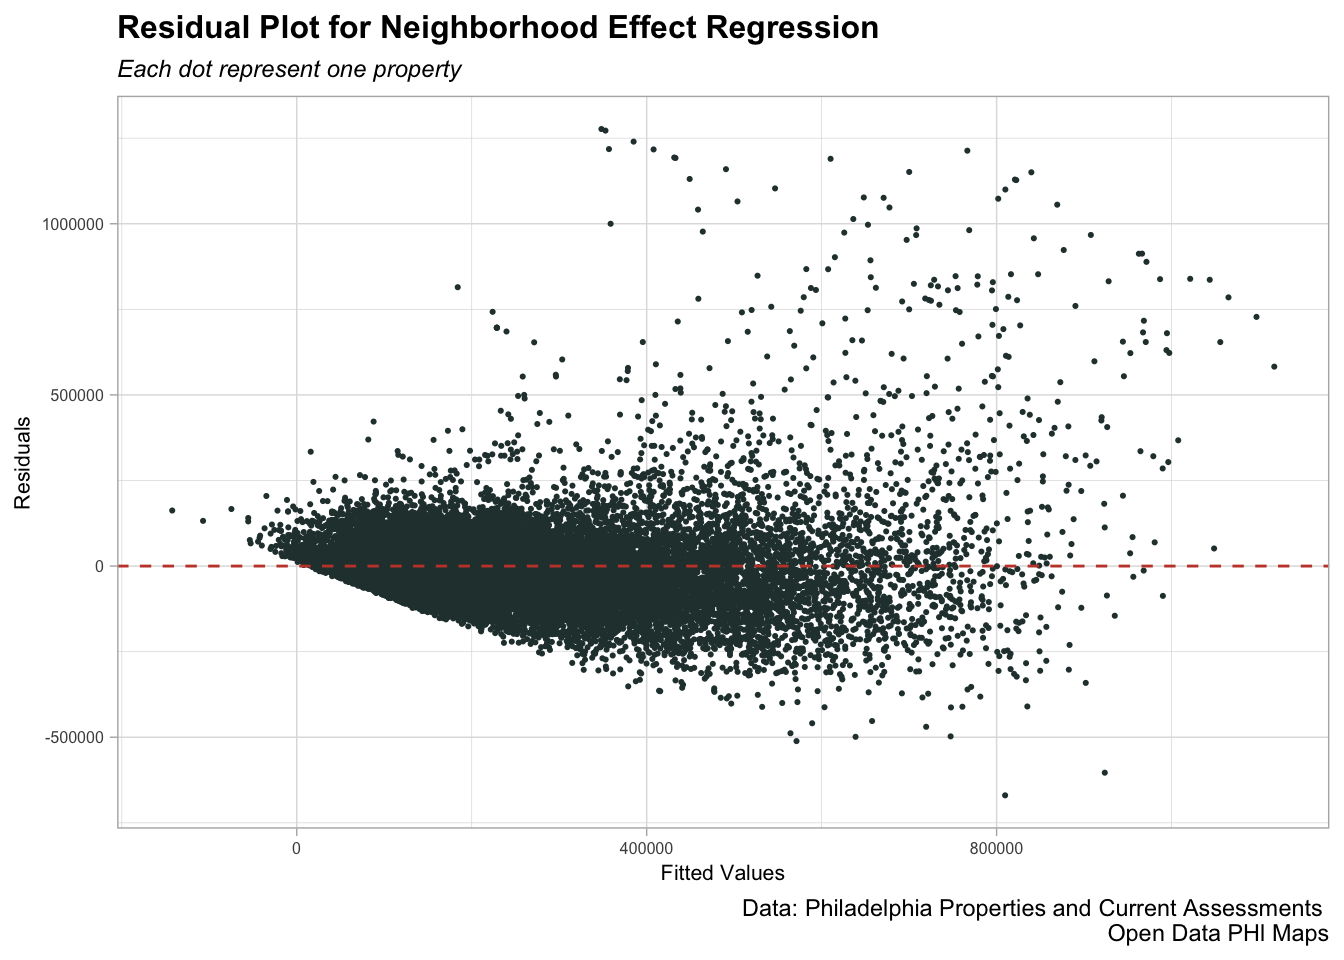 Residual Plot for Neighborhood Effect Regression
Each dot represent one property
Residuals
1000000
500000
0
-500000
0
400000
800000
Fitted Values
Data: Philadelphia Properties and Current Assessments
Open Data PHI Maps